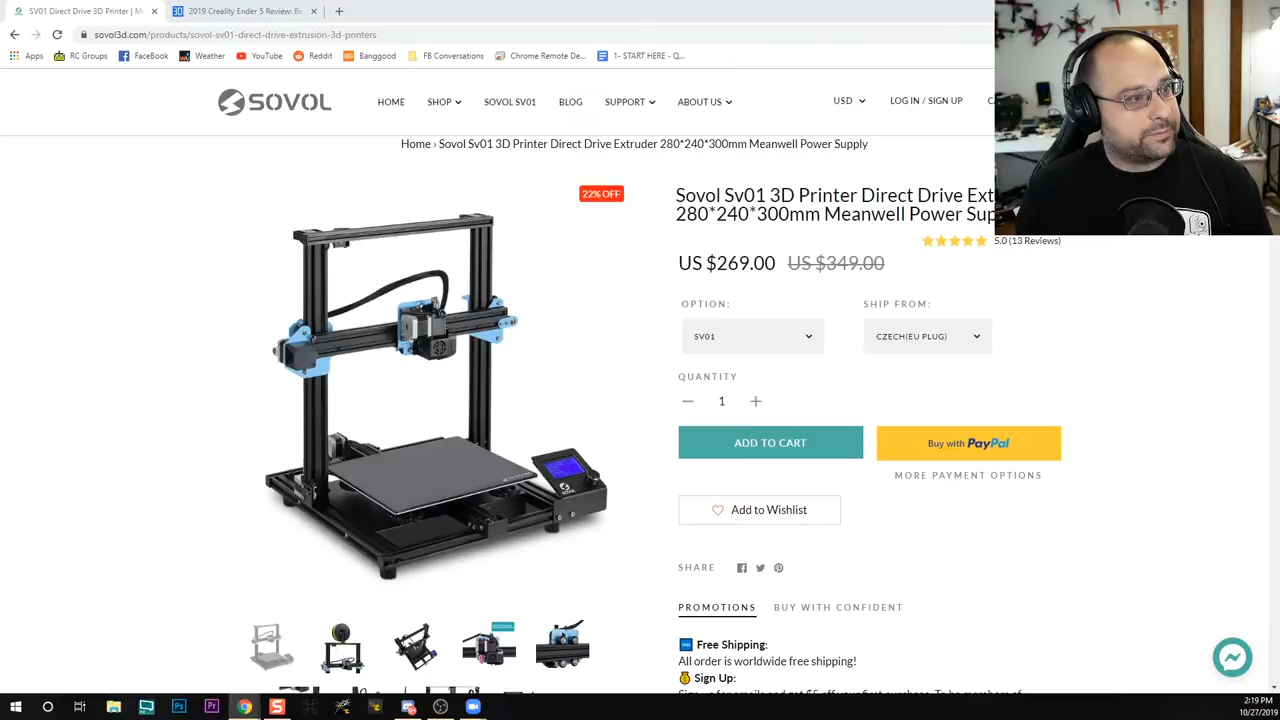 SV01 Direct Drive 3D Printer | M
2019 Creality Ender 5 Review: Be
sovol3d.com/products/sovol-sv01-direct-drive-extrusion-3d-printers
Apps RC Groups FaceBook Weather YouTube Reddit Banggood FB Conversations Chrome Remote De... 1- START HERE - Q...
SOVOL
HOME SHOP SOVOL SV01 BLOG SUPPORT ABOUT US USD LOG IN / SIGN UP
Home › Sovol Sv01 3D Printer Direct Drive Extruder 280*240*300mm Meanwell Power Supply
22% OFF
Sovol Sv01 3D Printer Direct Drive Ext
280*240*300mm Meanwell Power Sup
5.0 (13 Reviews)
US $269.00 US $349.00
OPTION: SHIP FROM:
SV01 CZECH(EU PLUG)
QUANTITY
1
ADD TO CART Buy with PayPal
MORE PAYMENT OPTIONS
Add to Wishlist
SOVOL
SHARE
PROMOTIONS BUY WITH CONFIDENT
Free Shipping:
All order is worldwide free shipping!
Sign Up:
2:19 PM
10/27/2019